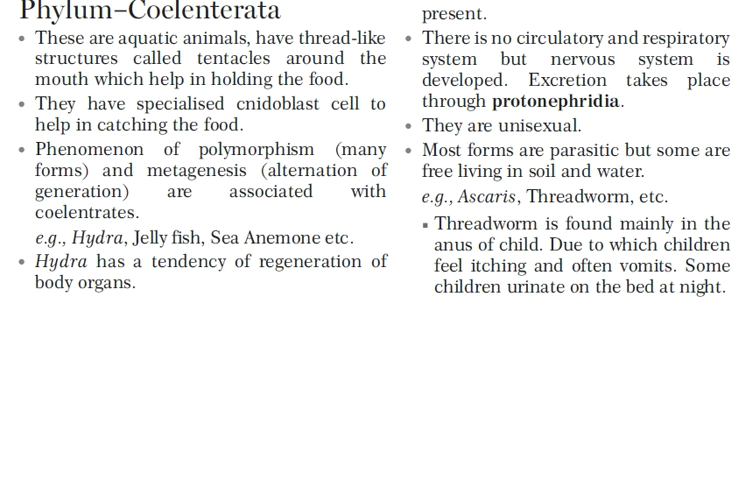 Phylum–Coelenterata
• These are aquatic animals, have thread-like
structures called tentacles around the
mouth which help in holding the food.
• They have specialised cnidoblast cell to
help in catching the food.
• Phenomenon of polymorphism (many
forms) and metagenesis (alternation of
generation) are associated with
coelentrates.
e.g., Hydra, Jelly fish, Sea Anemone etc.
• Hydra has a tendency of regeneration of
body organs.
present.
• There is no circulatory and respiratory
system but nervous system is
developed. Excretion takes place
through protonephridia.
• They are unisexual.
• Most forms are parasitic but some are
free living in soil and water.
e.g., Ascaris, Threadworm, etc.
▪ Threadworm is found mainly in the
anus of child. Due to which children
feel itching and often vomits. Some
children urinate on the bed at night.